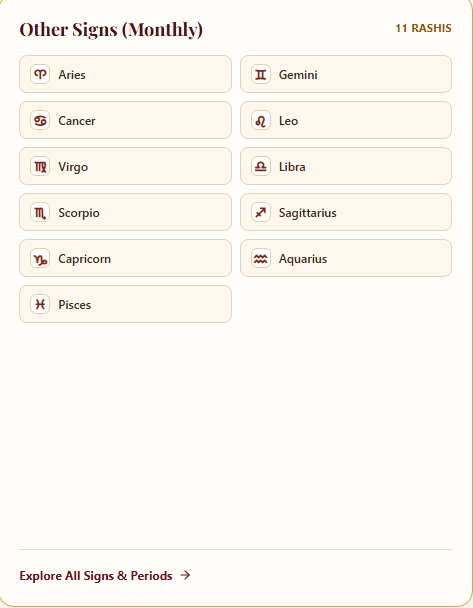 Other Signs (Monthly)
11 RASHIS
♈ Aries
♊ Gemini
♋ Cancer
♌ Leo
♍ Virgo
♎ Libra
♏ Scorpio
♐ Sagittarius
♑ Capricorn
♒ Aquarius
♓ Pisces
Explore All Signs & Periods →